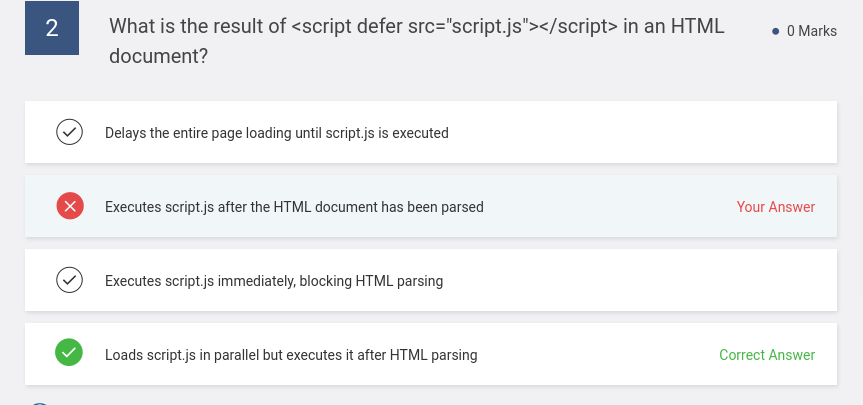 2
What is the result of <script defer src="script.js"></script> in an HTML
document?
0 Marks
Delays the entire page loading until script.js is executed
Executes script.js after the HTML document has been parsed
Your Answer
Executes script.js immediately, blocking HTML parsing
Loads script.js in parallel but executes it after HTML parsing
Correct Answer